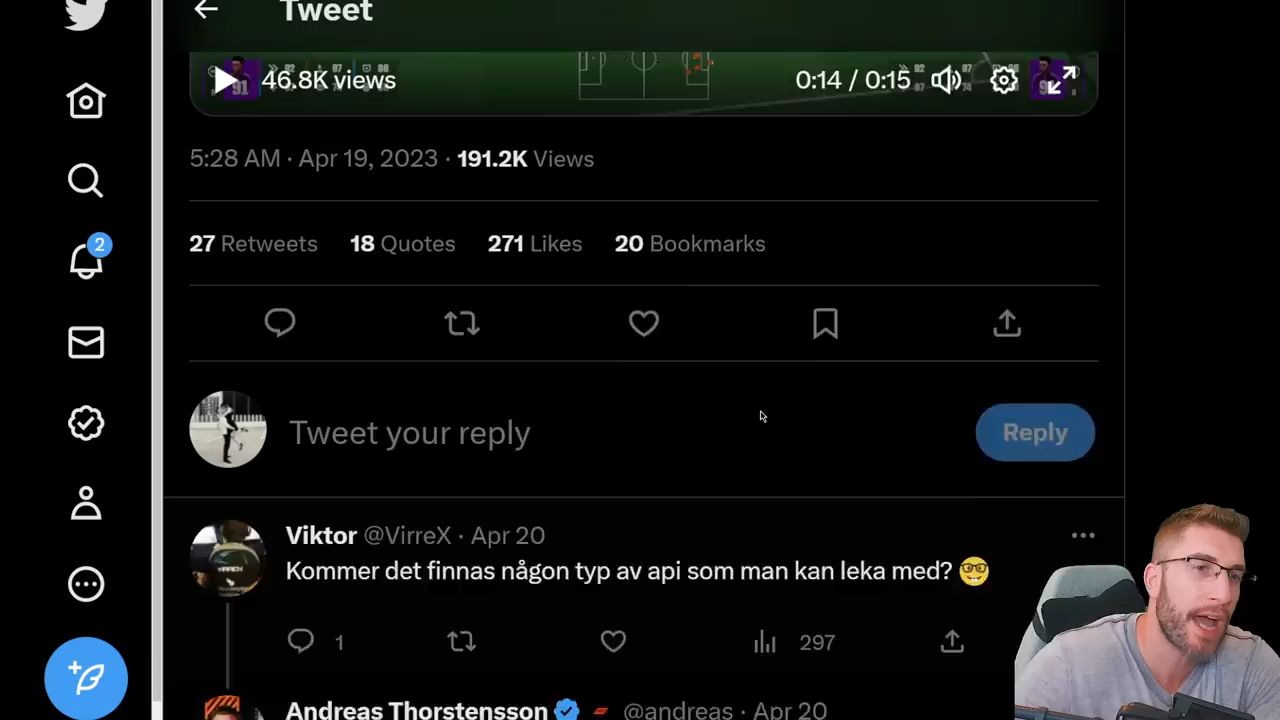 Tweet
46.8K views
0:14 / 0:15
5:28 AM · Apr 19, 2023 · 191.2K Views
27 Retweets 18 Quotes 271 Likes 20 Bookmarks
2
Tweet your reply
Reply
Viktor @VirreX · Apr 20
Kommer det finnas någon typ av api som man kan leka med? 🤓
1
297
Andreas Thorstensson @andreas · Apr 20